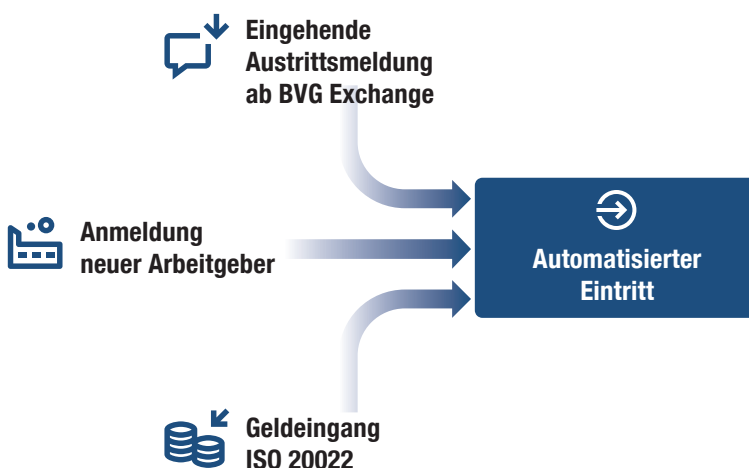 Eingehende
Austrittsmeldung
ab BVG Exchange
Anmeldung
neuer Arbeitgeber
Automatisierter
Eintritt
Geldeingang
ISO 20022